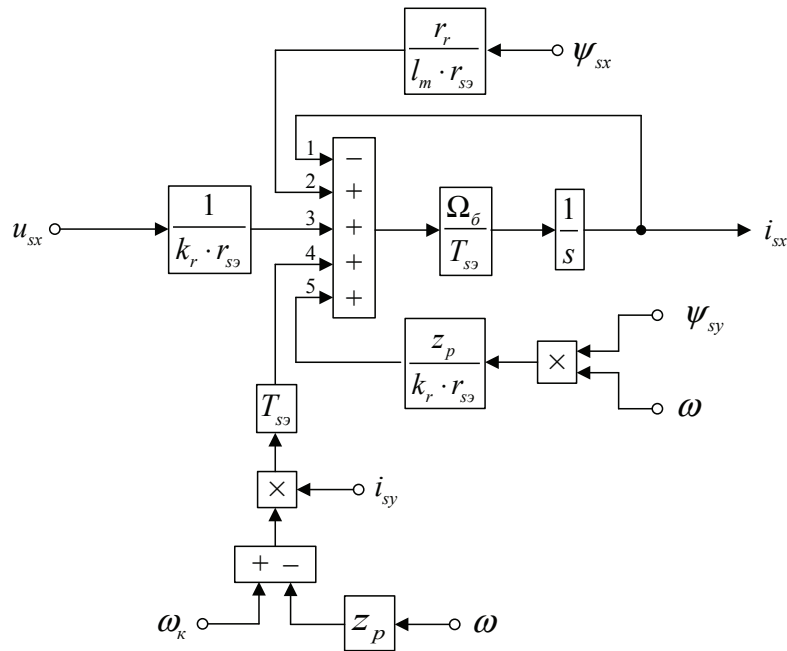 r_r / (l_m · r_sэ)
ψ_sx
1 −
2 +
3 +
4 +
5 +
u_sx
1 / (k_r · r_sэ)
Ω_б / T_sэ
1 / s
i_sx
ψ_sy
z_p / (k_r · r_sэ)
×
ω
T_sэ
×
i_sy
+ −
ω_к
z_p
ω